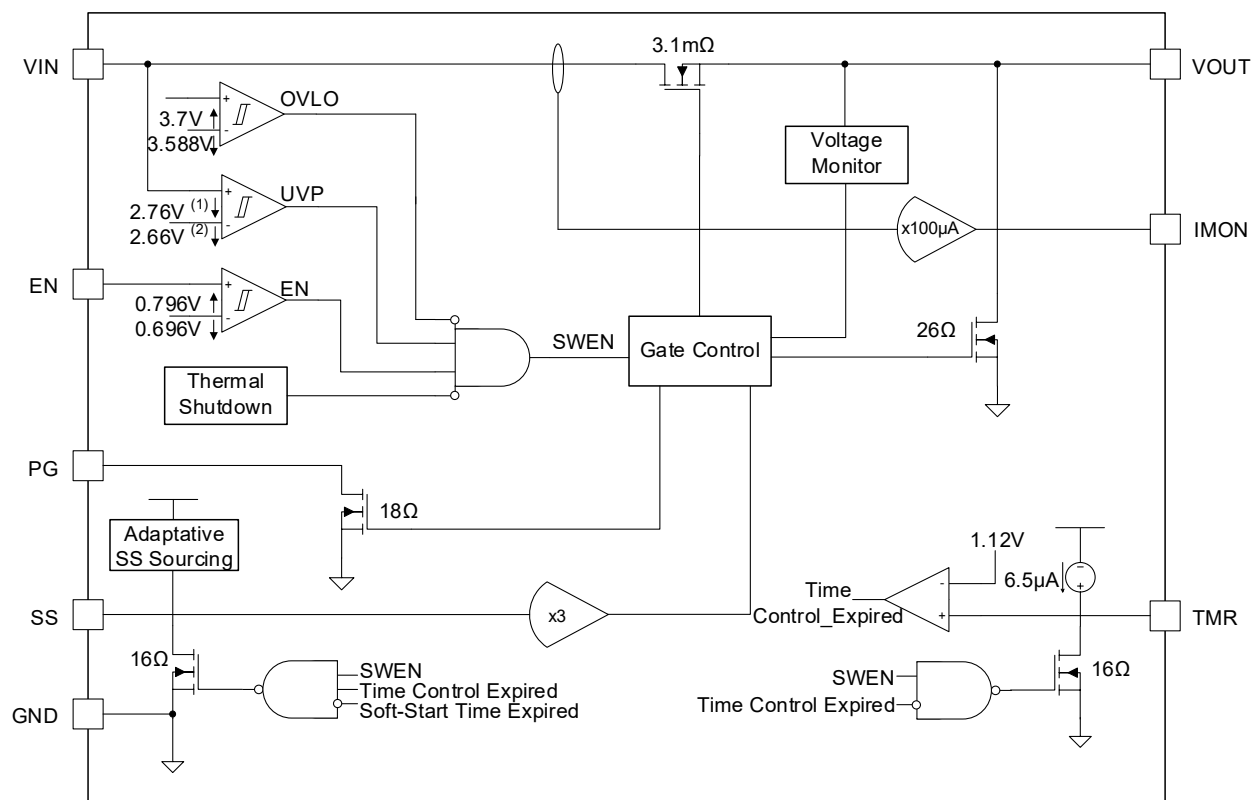 3.1mΩ
VIN
VOUT
+
OVLO
3.7V
-
3.588V
Voltage
Monitor
+
UVP
2.76V (1)
-
2.66V (2)
x100µA
IMON
EN
+
EN
0.796V
-
0.696V
SWEN
Gate Control
26Ω
Thermal
Shutdown
PG
18Ω
Adaptative
SS Sourcing
1.12V
6.5µA
-
+
-
Time
Control_Expired
+
TMR
SS
x3
16Ω
SWEN
Time Control Expired
Soft-Start Time Expired
SWEN
Time Control Expired
16Ω
GND